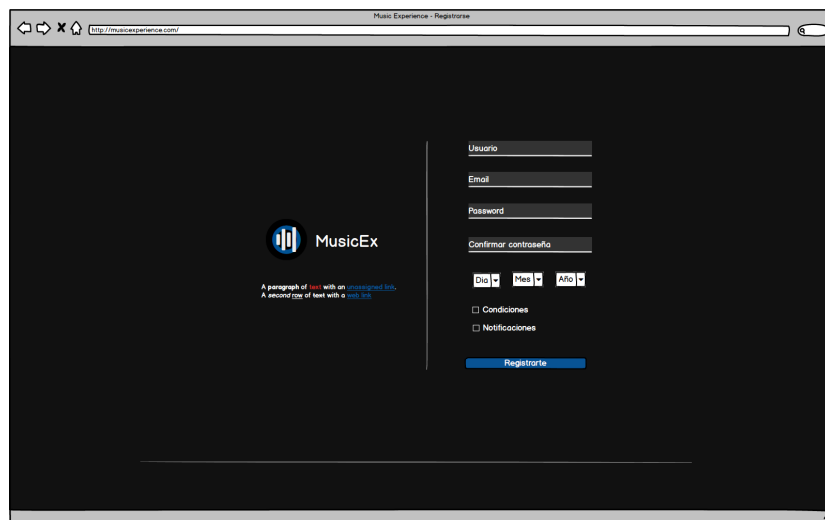 Music Experience - Registrarse
http://musicexperience.com/
Usuario
Email
Password
Confirmar contraseña
MusicEx
Dia Mes Año
A paragraph of text with an unassigned link.
A second row of text with a web link
Condiciones
Notificaciones
Registrarte